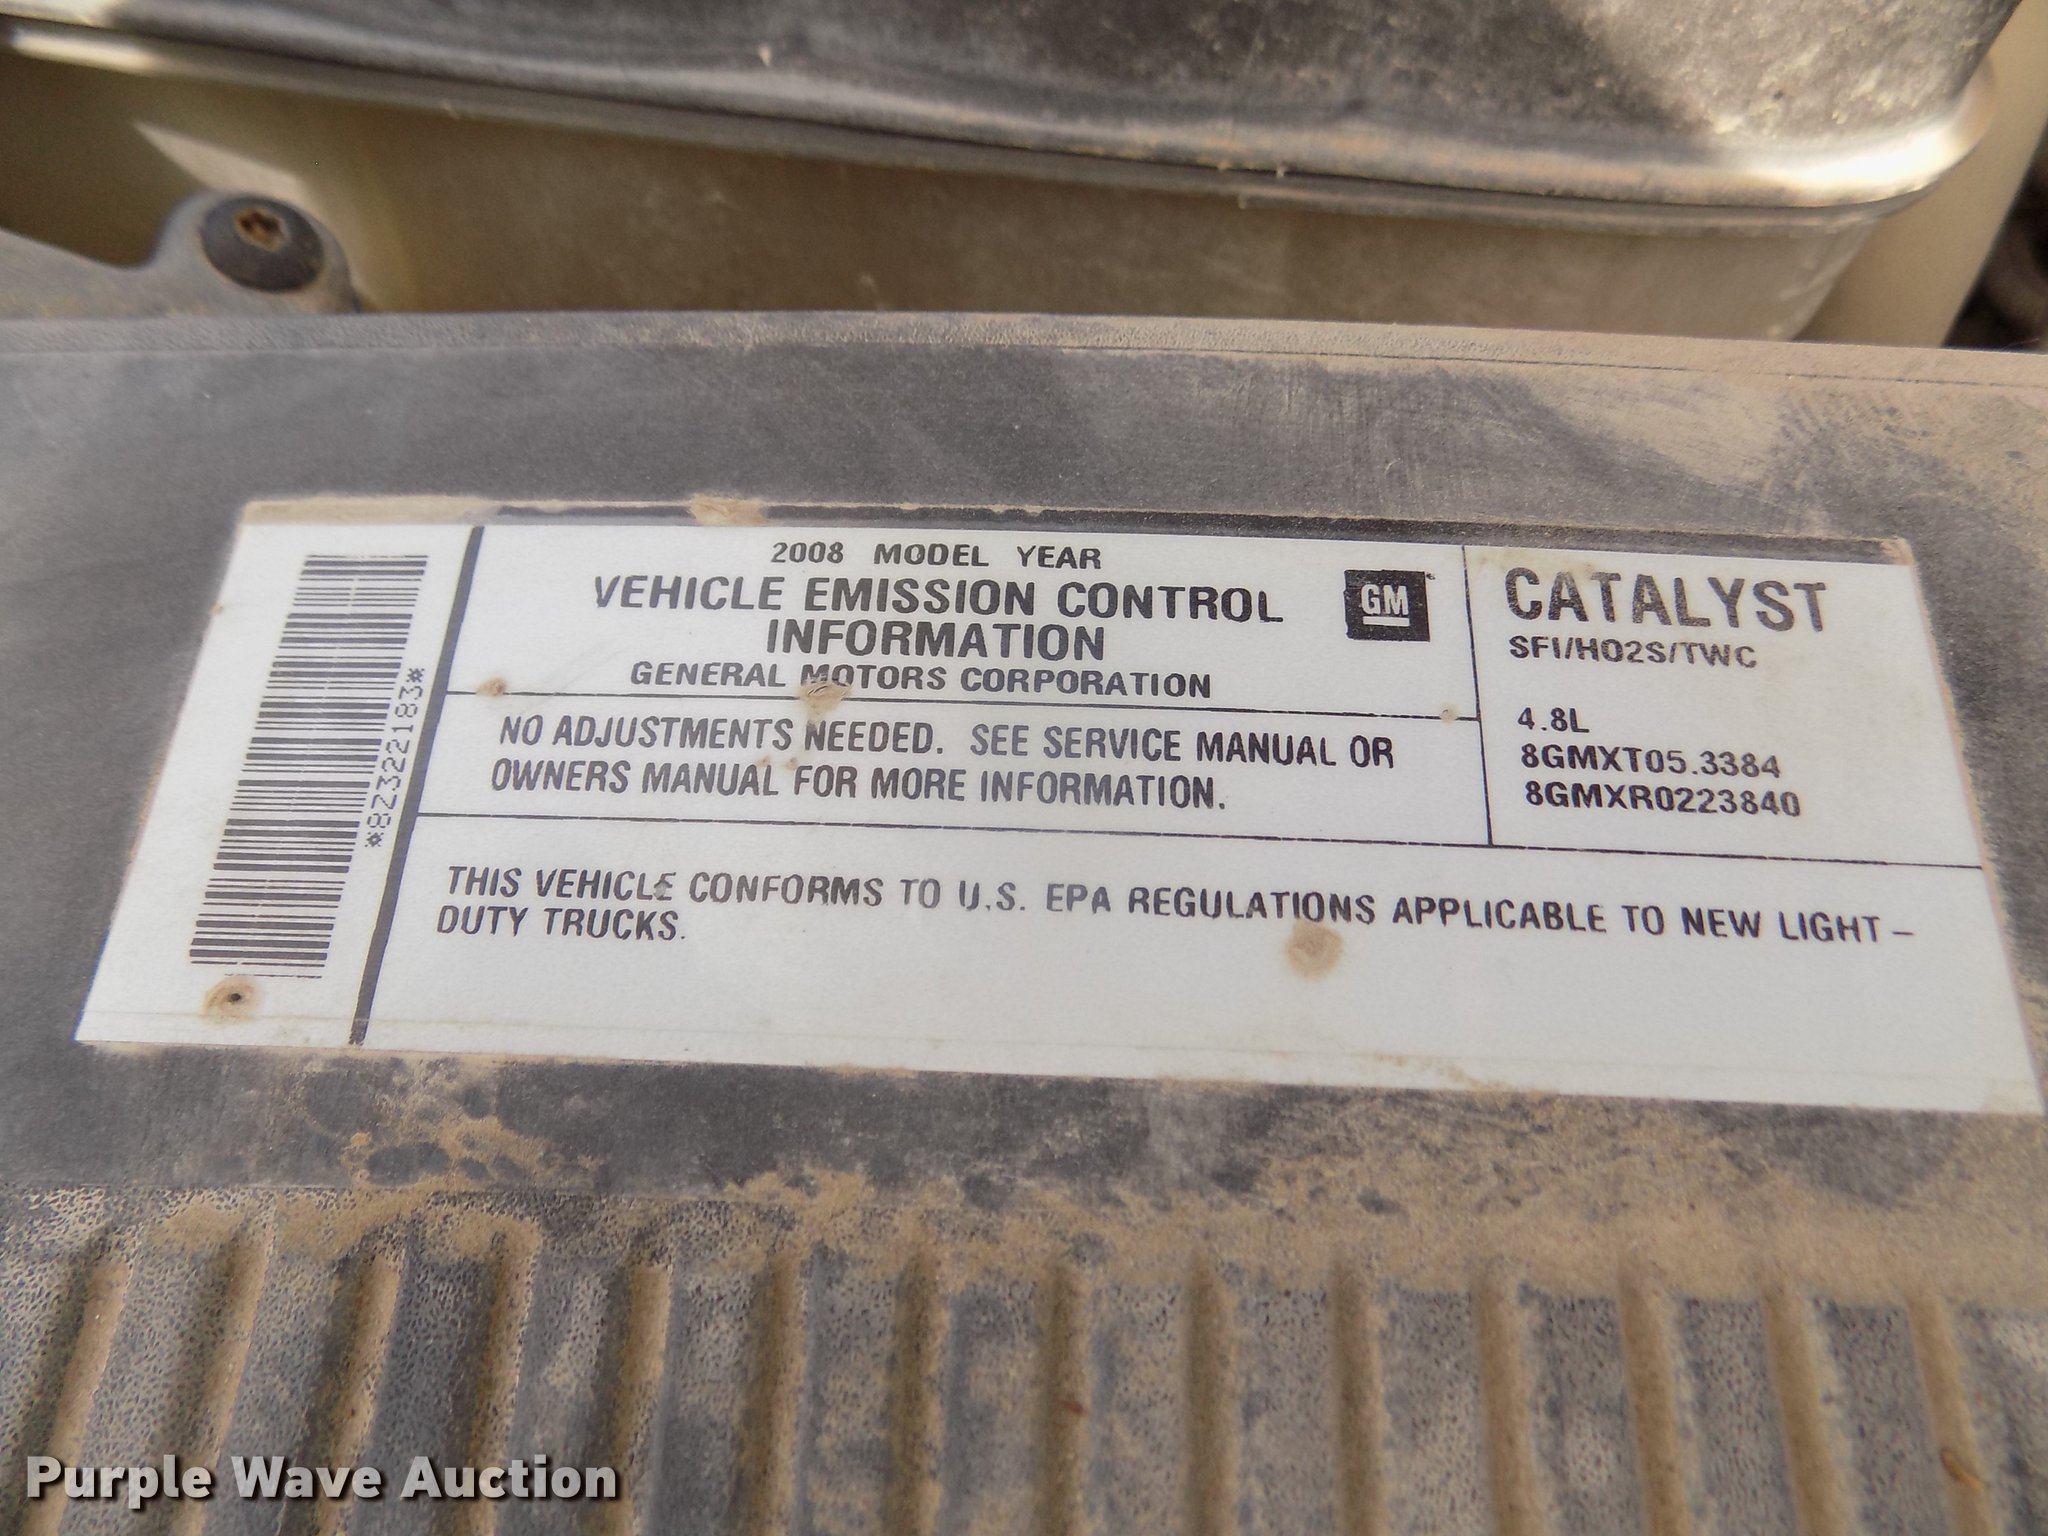 2008 MODEL YEAR
VEHICLE EMISSION CONTROL
INFORMATION
GENERAL MOTORS CORPORATION
GM
NO ADJUSTMENTS NEEDED. SEE SERVICE MANUAL OR
OWNERS MANUAL FOR MORE INFORMATION.
CATALYST
SFI/HO2S/TWC
4.8L
8GMXT05.3384
8GMXR0223840
THIS VEHICLE CONFORMS TO U.S. EPA REGULATIONS APPLICABLE TO NEW LIGHT-
DUTY TRUCKS.
*8Z322183*
Purple Wave Auction